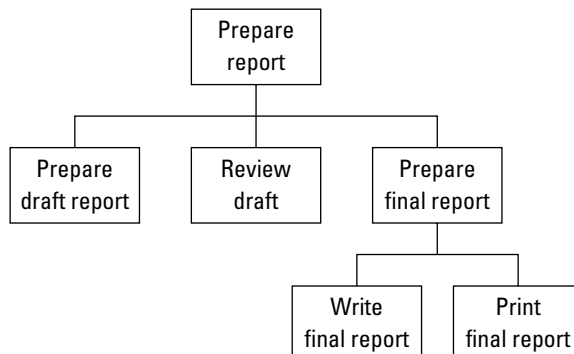 Prepare
report
Prepare
draft report
Review
draft
Prepare
final report
Write
final report
Print
final report